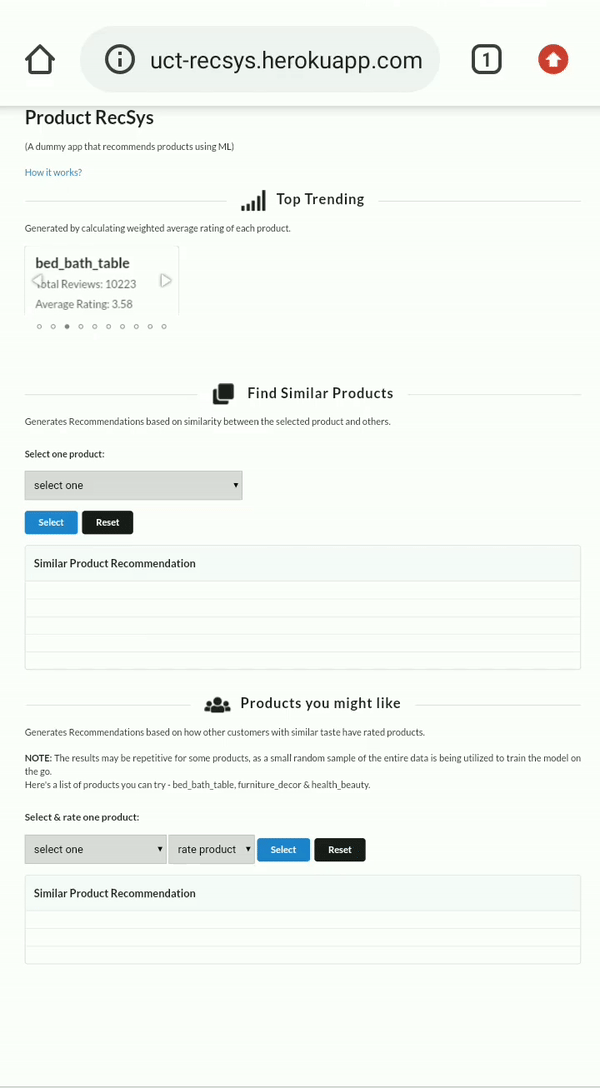 uct-recsys.herokuapp.com
1
Product RecSys
(A dummy app that recommends products using ML)
How it works?
Top Trending
Generated by calculating weighted average rating of each product.
bed_bath_table
Total Reviews: 10223
Average Rating: 3.58
Find Similar Products
Generates Recommendations based on similarity between the selected product and others.
Select one product:
select one
Select Reset
Similar Product Recommendation
Products you might like
Generates Recommendations based on how other customers with similar taste have rated products.
NOTE: The results may be repetitive for some products, as a small random sample of the entire data is being utilized to train the model on
the go.
Here's a list of products you can try - bed_bath_table, furniture_decor & health_beauty.
Select & rate one product:
select one rate product Select Reset
Similar Product Recommendation